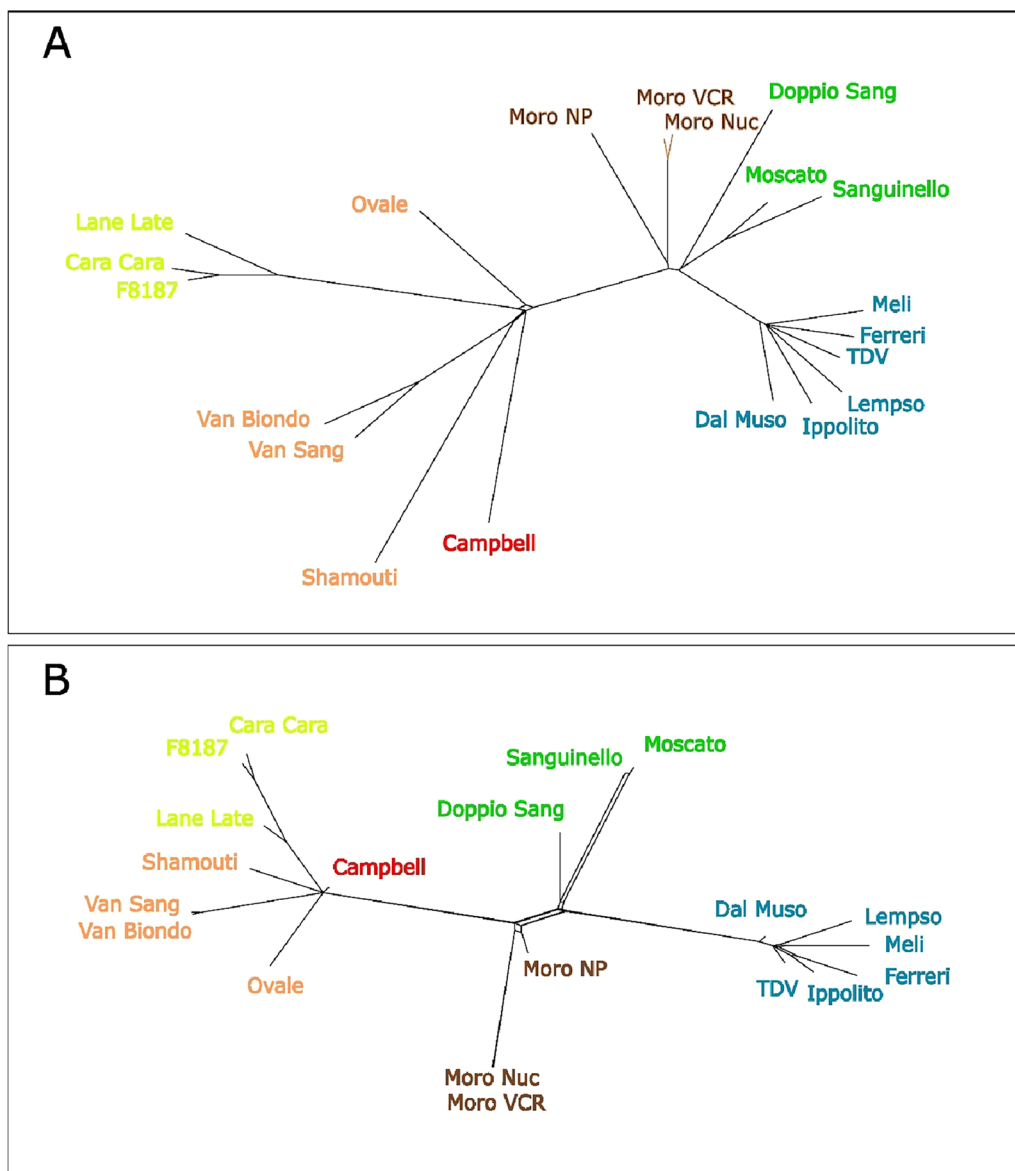 A
Doppio Sang
Moro VCR
Moro NP
Moro Nuc
Moscato
Sanguinello
Ovale
Lane Late
Cara Cara
F8187
Meli
Ferreri
TDV
Lempso
Van Biondo
Dal Muso
Ippolito
Van Sang
Campbell
Shamouti
B
Cara Cara
F8187
Moscato
Sanguinello
Doppio Sang
Lane Late
Shamouti
Campbell
Van Sang
Dal Muso
Lempso
Van Biondo
Meli
Moro NP
Ferreri
Ovale
TDV
Ippolito
Moro Nuc
Moro VCR